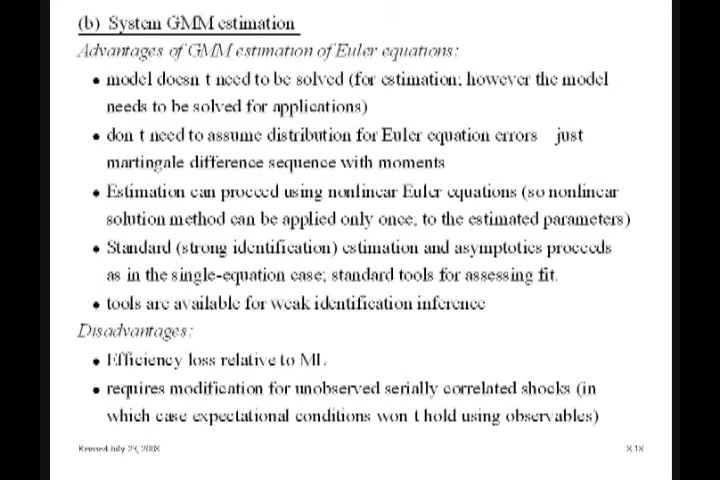 (b) System GMM estimation
Advantages of GMM estimation of Euler equations:
• model doesn t need to be solved (for estimation; however the model
needs to be solved for applications)
• don t need to assume distribution for Euler equation errors just
martingale difference sequence with moments
• Estimation can proceed using nonlinear Euler equations (so nonlinear
solution method can be applied only once, to the estimated parameters)
• Standard (strong identification) estimation and asymptotics proceeds
as in the single-equation case; standard tools for assessing fit.
• tools are available for weak identification inference
Disadvantages:
• Efficiency loss relative to ML.
• requires modification for unobserved serially correlated shocks (in
which case expectational conditions won t hold using observables)
Revised July 23, 2008